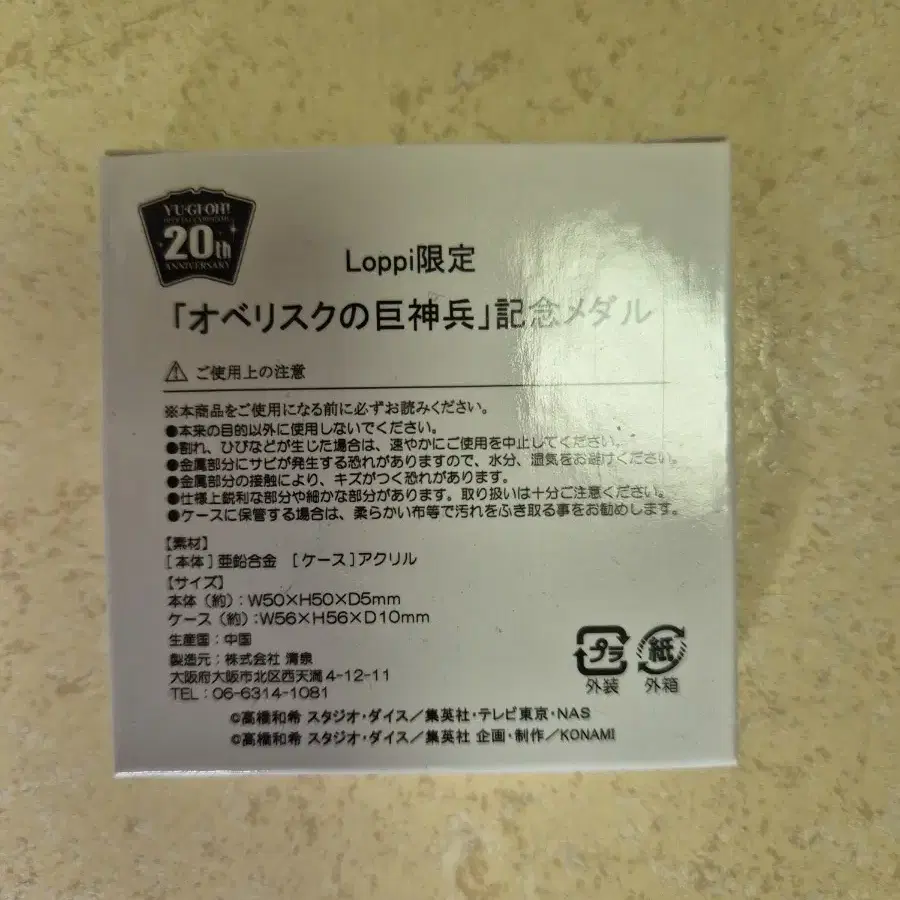 YU-GI-OH!
20th
ANNIVERSARY
Loppi限定
「オベリスクの巨神兵」記念メダル
ご使用上の注意
※本商品をご使用になる前に必ずお読みください。
●本来の目的以外に使用しないでください。
●割れ、ひびなどが生じた場合は、速やかにご使用を中止してください。
●金属部分にサビが発生する恐れがありますので、水分、湿気をお避けください。
●金属部分の接触により、キズがつく恐れがあります。
●仕様上鋭利な部分や細かな部分があります。取り扱いは十分ご注意ください。
●ケースに保管する場合は、柔らかい布等で汚れをふき取る事をお勧めします。
【素材】
[本体]亜鉛合金 [ケース]アクリル
【サイズ】
本体（約）：W50×H50×D5mm
ケース（約）：W56×H56×D10mm
生産国：中国
製造元：株式会社 清泉
大阪府大阪市北区西天満4-12-11
TEL：06-6314-1081
プラ 紙
外装 外箱
©高橋和希 スタジオ・ダイス／集英社・テレビ東京・NAS
©高橋和希 スタジオ・ダイス／集英社 企画・制作／KONAMI